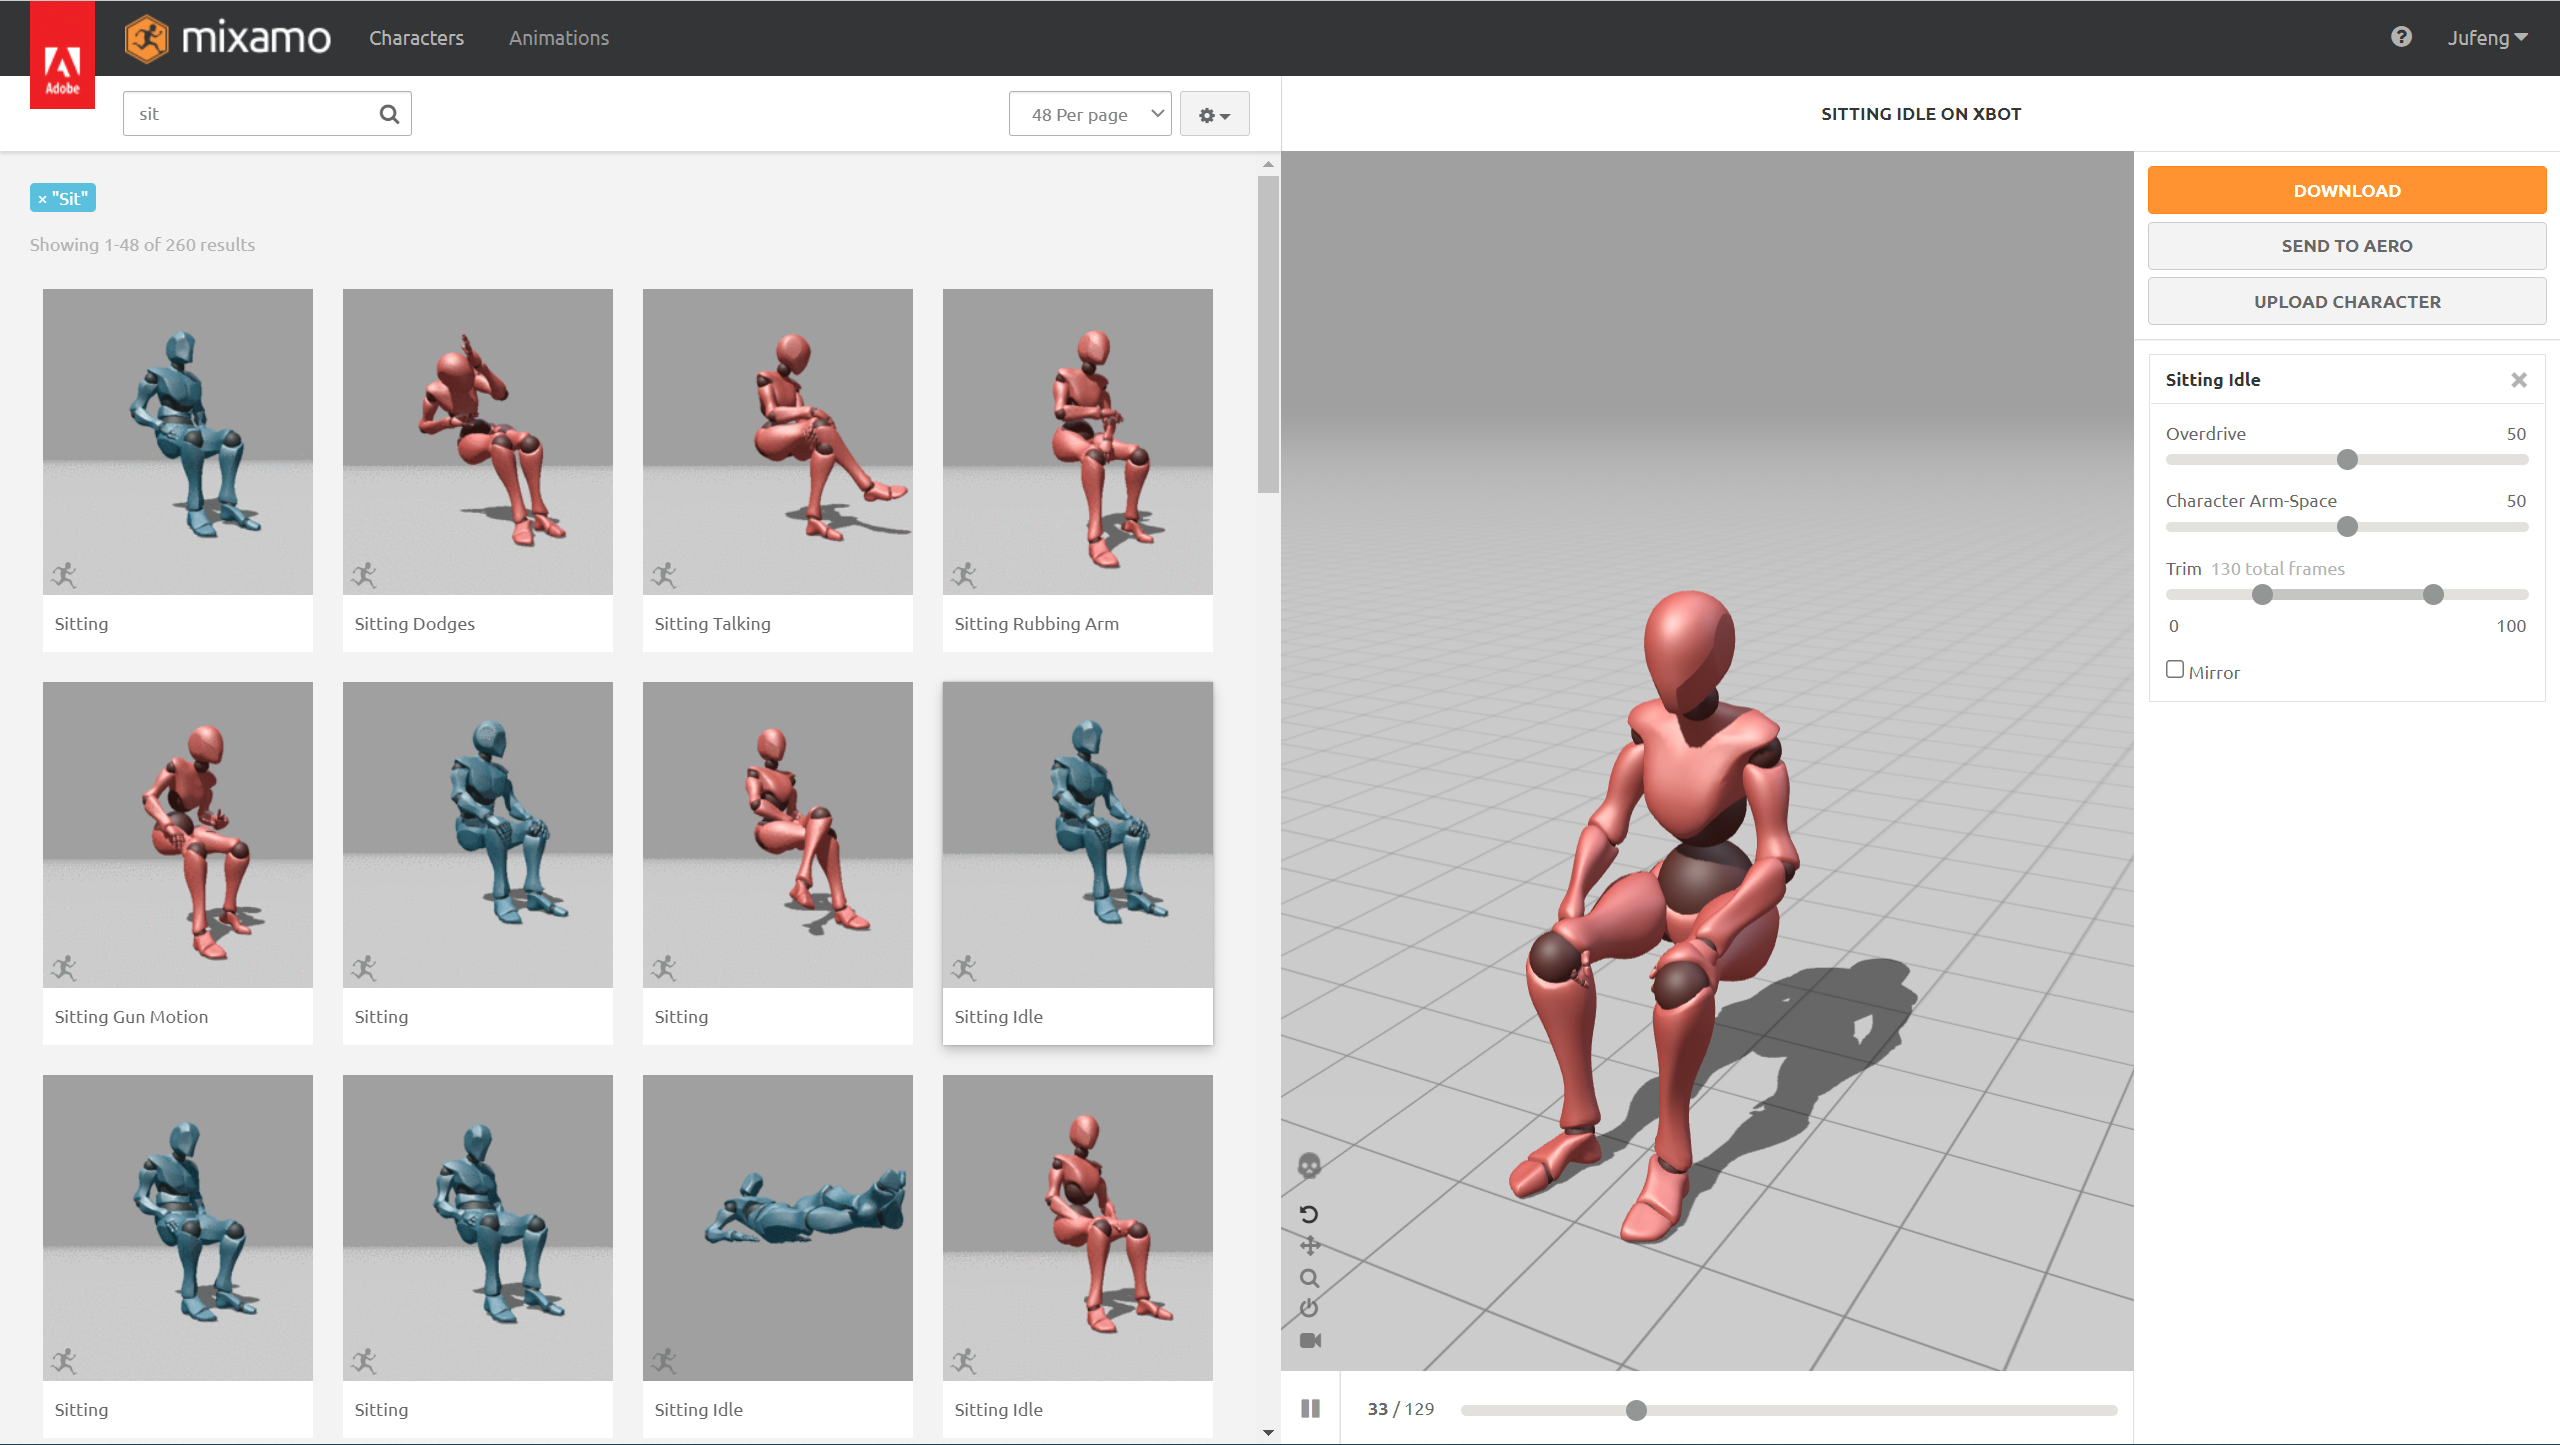 Adobe
mixamo
Characters
Animations
Jufeng
sit
48 Per page
SITTING IDLE ON XBOT
× "Sit"
Showing 1-48 of 260 results
Sitting
Sitting Dodges
Sitting Talking
Sitting Rubbing Arm
Sitting Gun Motion
Sitting
Sitting
Sitting Idle
Sitting
Sitting
Sitting Idle
Sitting Idle
33 / 129
DOWNLOAD
SEND TO AERO
UPLOAD CHARACTER
Sitting Idle
Overdrive 50
Character Arm-Space 50
Trim 130 total frames
0 100
Mirror